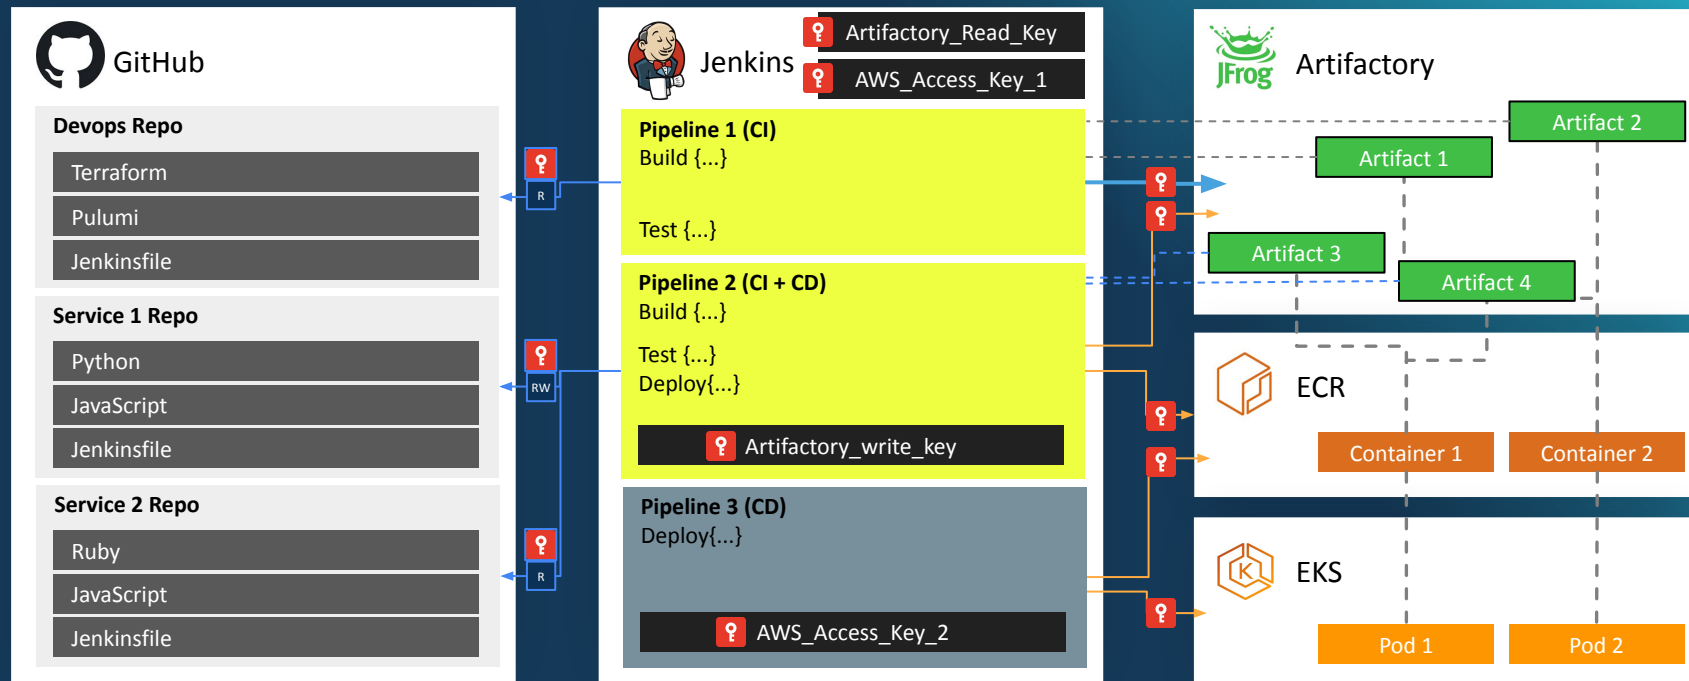 GitHub
Devops Repo
Terraform
Pulumi
Jenkinsfile
Service 1 Repo
Python
JavaScript
Jenkinsfile
Service 2 Repo
Ruby
JavaScript
Jenkinsfile
R
RW
R
Jenkins
Artifactory_Read_Key
AWS_Access_Key_1
Pipeline 1 (CI)
Build {...}
Test {...}
Pipeline 2 (CI + CD)
Build {...}
Test {...}
Deploy{...}
Artifactory_write_key
Pipeline 3 (CD)
Deploy{...}
AWS_Access_Key_2
JFrog
Artifactory
Artifact 2
Artifact 1
Artifact 3
Artifact 4
ECR
Container 1
Container 2
K
EKS
Pod 1
Pod 2